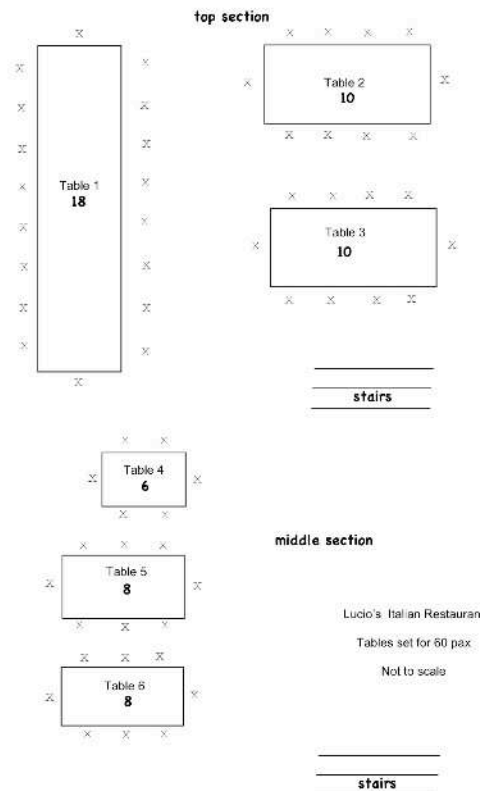 top section
Table 1
18
Table 2
10
Table 3
10
stairs
Table 4
6
middle section
Table 5
8
Lucio's Italian Restauran
Tables set for 60 pax
Not to scale
Table 6
8
stairs